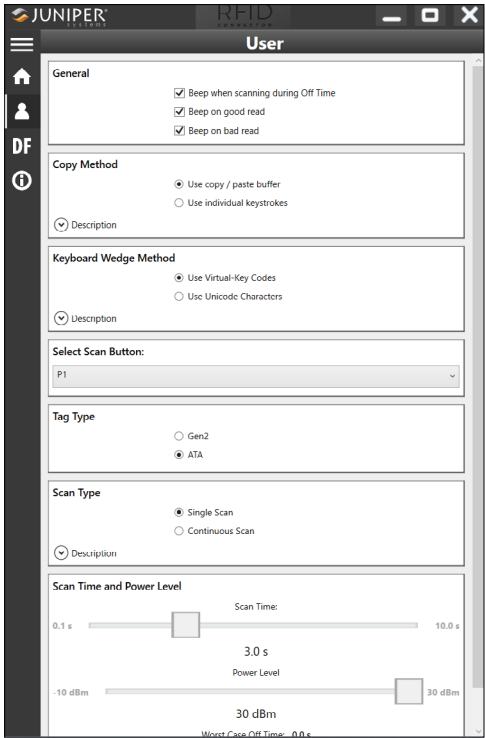 JUNIPER
systems
RFID
CONNECTOR
User
DF
General
Beep when scanning during Off Time
Beep on good read
Beep on bad read
Copy Method
Use copy / paste buffer
Use individual keystrokes
Description
Keyboard Wedge Method
Use Virtual-Key Codes
Use Unicode Characters
Description
Select Scan Button:
P1
Tag Type
Gen2
ATA
Scan Type
Single Scan
Continuous Scan
Description
Scan Time and Power Level
Scan Time:
0.1 s 10.0 s
3.0 s
Power Level
-10 dBm 30 dBm
30 dBm
Worst Case Off Time: 0.0 s